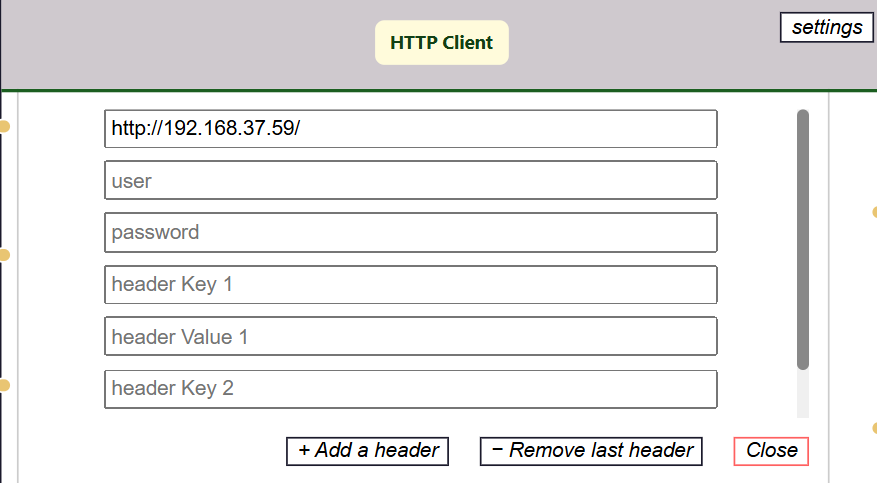 HTTP Client
settings
http://192.168.37.59/
user
password
header Key 1
header Value 1
header Key 2
+ Add a header
− Remove last header
Close